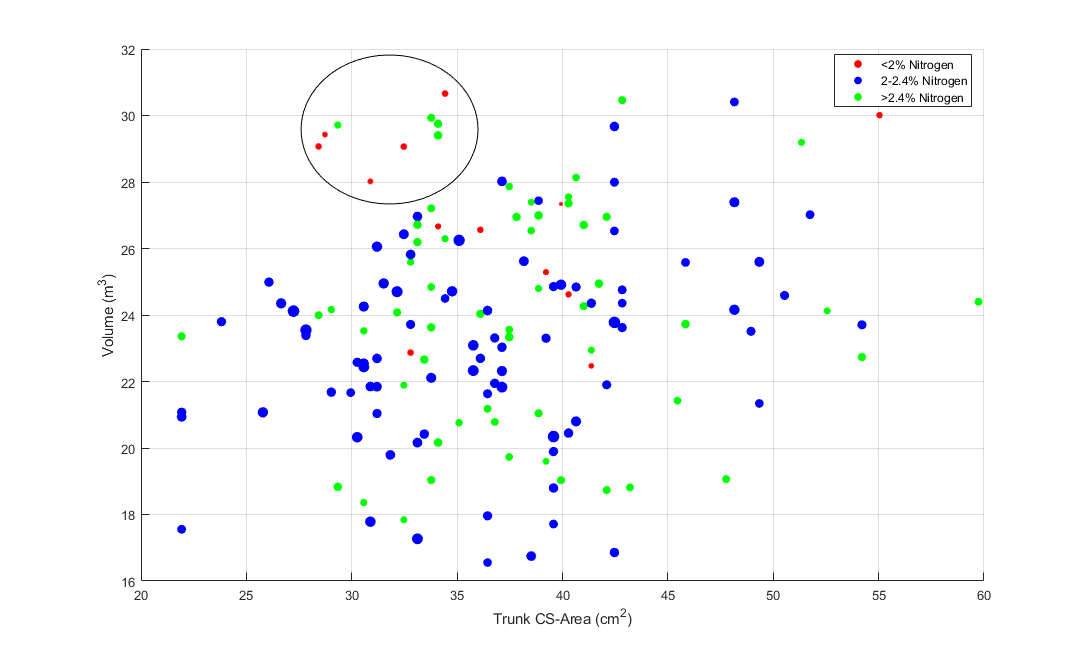 <2% Nitrogen
2-2.4% Nitrogen
>2.4% Nitrogen
32
30
28
26
24
22
20
18
16
Volume (m³)
20 25 30 35 40 45 50 55 60
Trunk CS-Area (cm²)